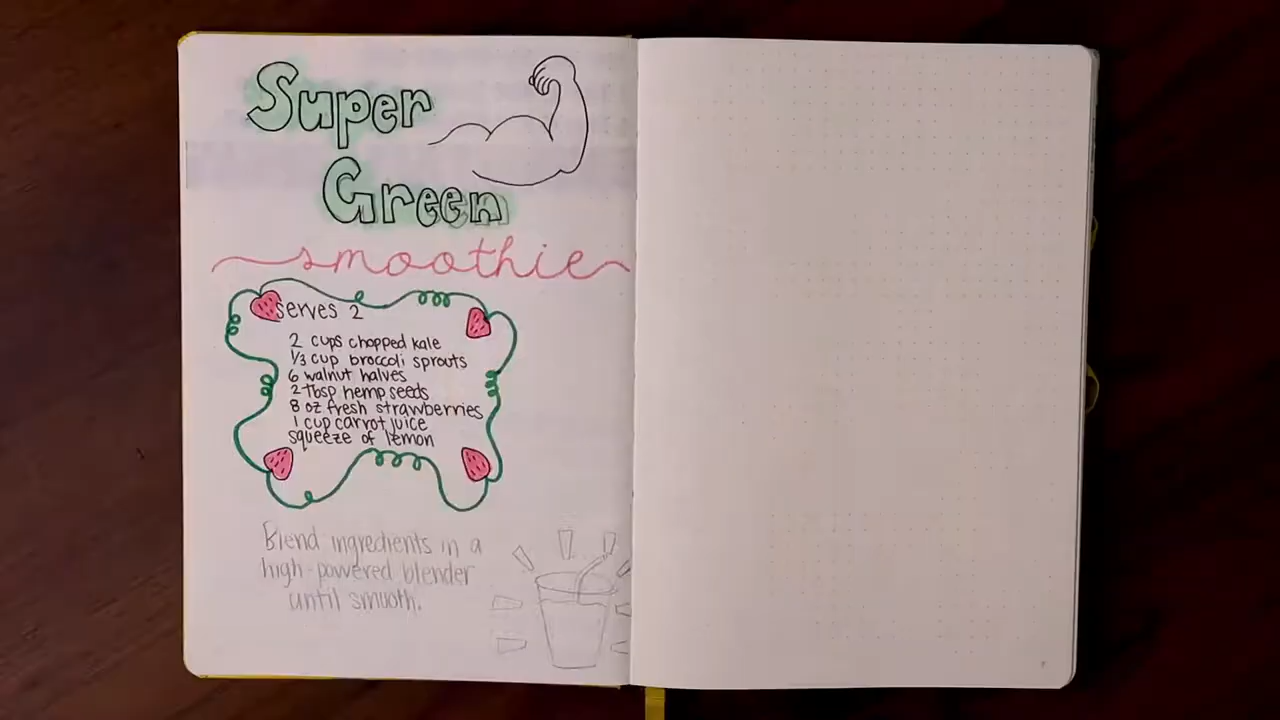 Super
Green
smoothie
serves 2
2 cups chopped kale
1/3 cup broccoli sprouts
6 walnut halves
2 Tbsp hemp seeds
8 oz fresh strawberries
1 cup carrot juice
squeeze of lemon
Blend ingredients in a
high-powered blender
until smooth.